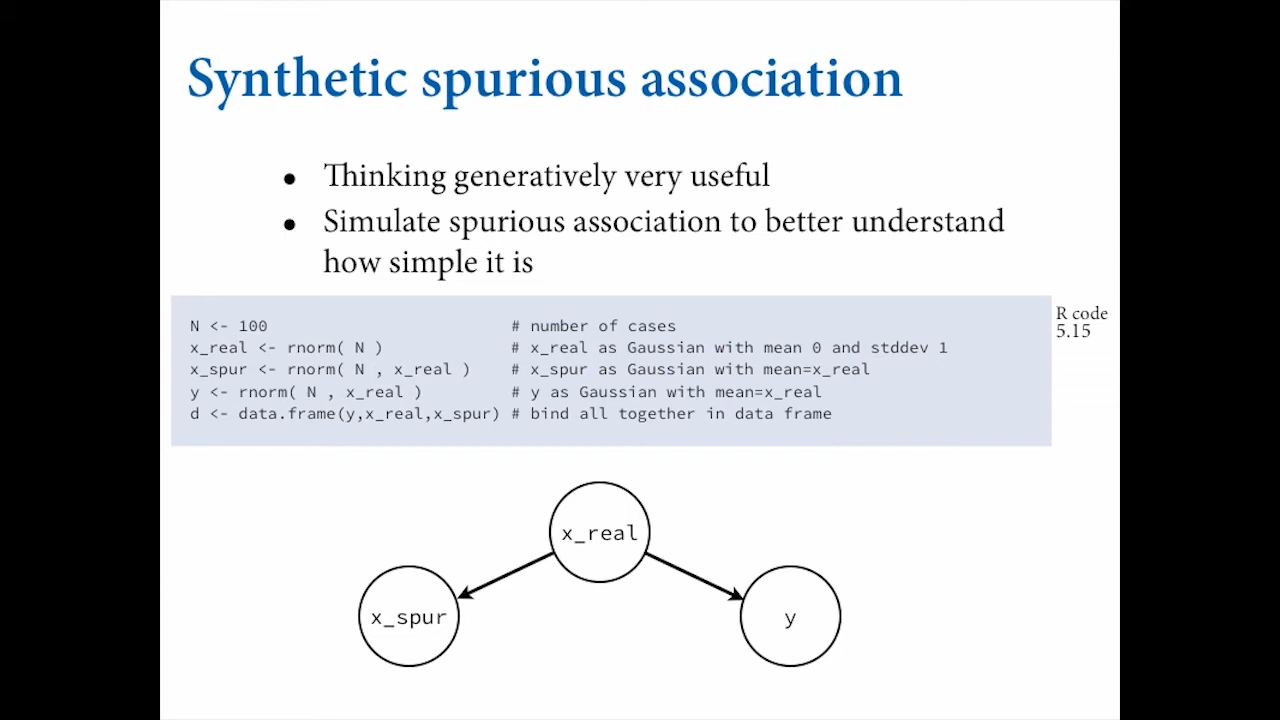 Synthetic spurious association
• Thinking generatively very useful
• Simulate spurious association to better understand
how simple it is
R code
5.15
N <- 100 # number of cases
x_real <- rnorm( N ) # x_real as Gaussian with mean 0 and stddev 1
x_spur <- rnorm( N , x_real ) # x_spur as Gaussian with mean=x_real
y <- rnorm( N , x_real ) # y as Gaussian with mean=x_real
d <- data.frame(y,x_real,x_spur) # bind all together in data frame
x_real
x_spur
y